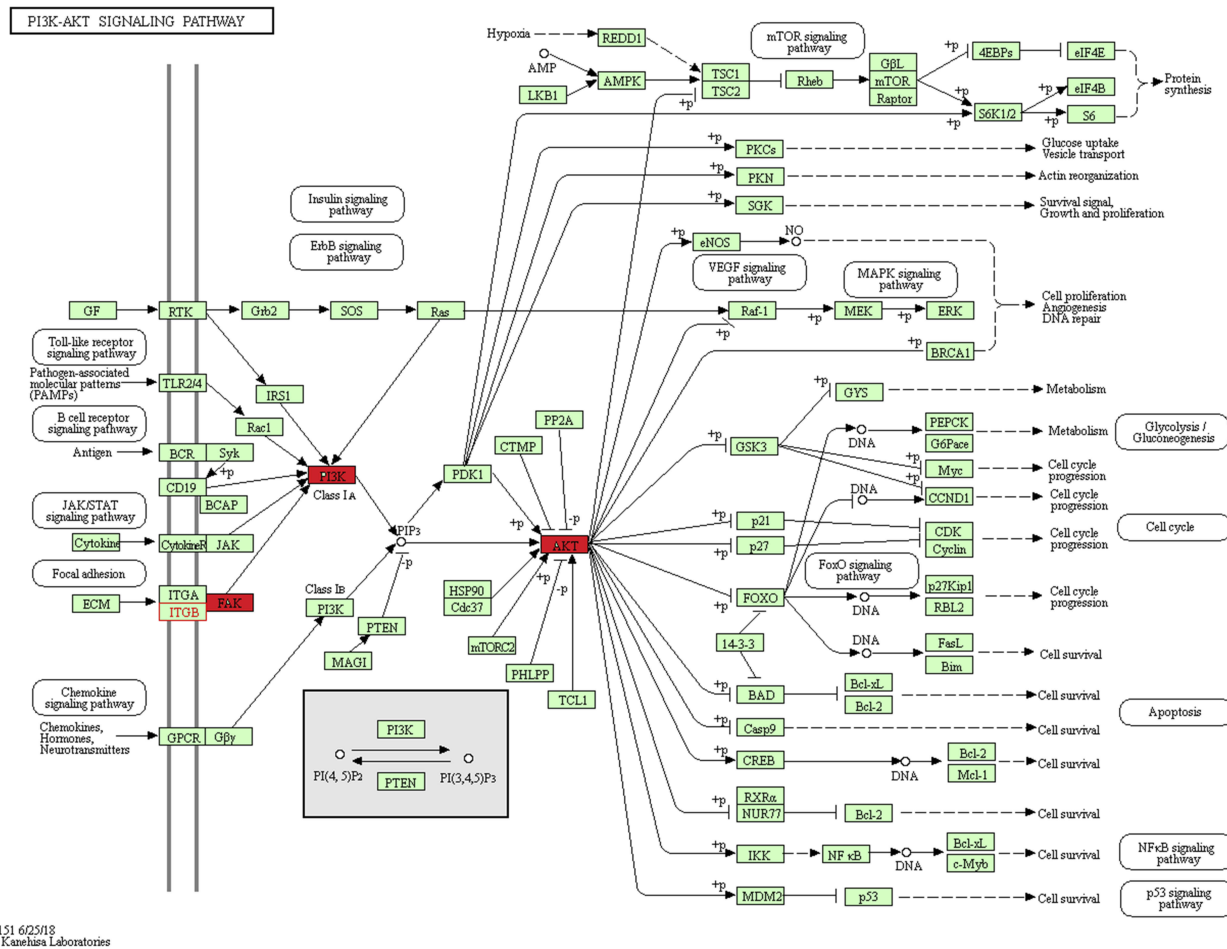 PI3K-AKT SIGNALING PATHWAY
Hypoxia
REDD1
mTOR signaling
pathway
+p
4EBPs
eIF4E
AMP
AMPK
LKB1
TSC1
TSC2
+p
Rheb
GβL
mTOR
Raptor
+p
+p
S6K1/2
+p
eIF4B
+p
S6
Protein
synthesis
+p
PKCs
Glucose uptake
Vesicle transport
+p
PKN
Actin reorganization
+p
SGK
Survival signal,
Growth and proliferation
Insulin signaling
pathway
ErbB signaling
pathway
+p
eNOS
NO
VEGF signaling
pathway
MAPK signaling
pathway
GF
RTK
Grb2
SOS
Ras
Raf-1
+p
+p
MEK
+p
ERK
Cell proliferation
Angiogenesis
DNA repair
+p
BRCA1
Toll-like receptor
signaling pathway
Pathogen-associated
molecular patterns
(PAMPs)
TLR2/4
IRS1
Rac1
B cell receptor
signaling pathway
Antigen
BCR
Syk
+p
CD19
BCAP
PI3K
Class IA
PDK1
CTMP
PP2A
+p
-p
+p
GYS
Metabolism
+p
GSK3
DNA
PEPCK
G6Pace
Metabolism
Glycolysis /
Gluconeogenesis
+p
Myc
Cell cycle
progression
+p
DNA
CCND1
Cell cycle
progression
JAK/STAT
signaling pathway
Cytokine
CytokineR
JAK
PIP3
-p
AKT
+p
p21
+p
p27
CDK
Cyclin
Cell cycle
progression
Cell cycle
Focal adhesion
ECM
ITGA
ITGB
FAK
Class IB
PI3K
PTEN
MAGI
HSP90
Cdc37
+p
-p
mTORC2
PHLPP
TCL1
+p
FOXO
FoxO signaling
pathway
DNA
p27Kip1
RBL2
Cell cycle
progression
14-3-3
DNA
FasL
Bim
Cell survival
+p
BAD
Bcl-xL
Bcl-2
Cell survival
Apoptosis
+p
Casp9
Cell survival
Chemokine
signaling pathway
Chemokines,
Hormones,
Neurotransmitters
GPCR
Gβγ
PI3K
PI(4, 5)P2
PI(3,4,5)P3
PTEN
+p
CREB
DNA
Bcl-2
Mcl-1
Cell survival
+p
RXRα
NUR77
Bcl-2
Cell survival
+p
IKK
NFκB
DNA
Bcl-xL
c-Myb
Cell survival
NFκB signaling
pathway
+p
MDM2
p53
Cell survival
p53 signaling
pathway
151 6/25/18
Kanehisa Laboratories